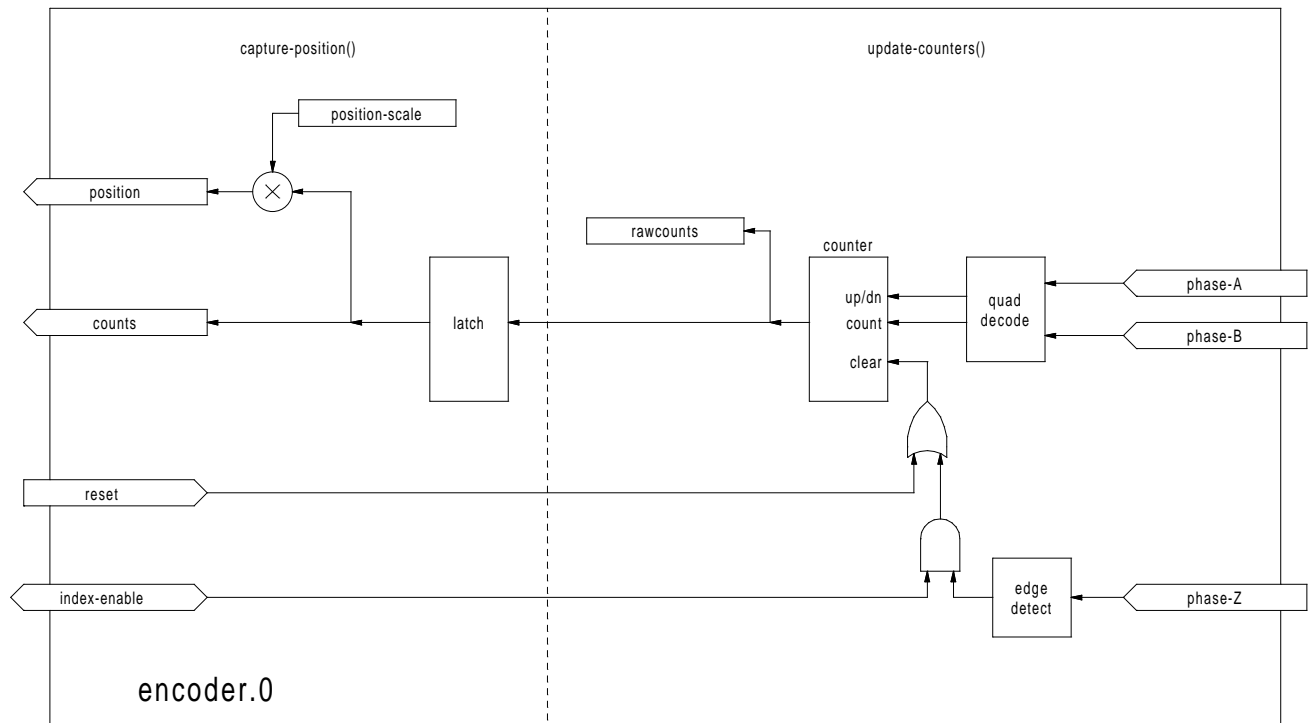 capture-position()
update-counters()
position-scale
position
rawcounts
counter
phase-A
up/dn
quad
decode
counts
latch
count
phase-B
clear
reset
index-enable
edge
detect
phase-Z
encoder.0